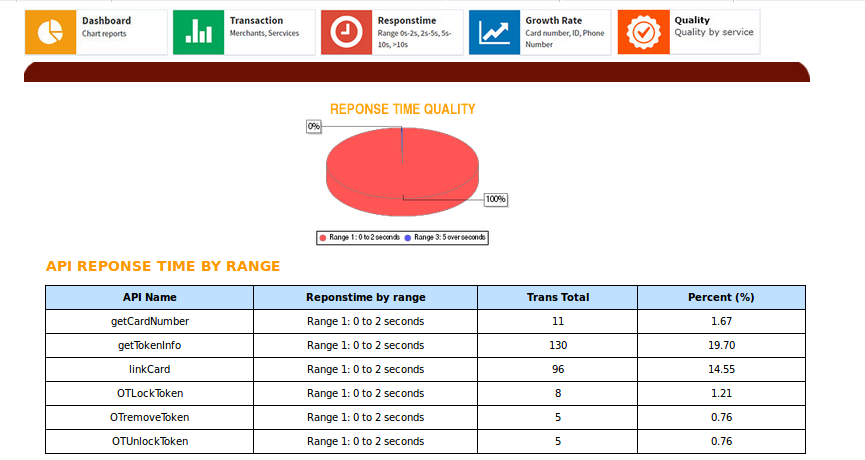 Dashboard
Chart reports
Transaction
Merchants, Sercvices
Responstime
Range 0s-2s, 2s-5s, 5s-
10s, >10s
Growth Rate
Card number, ID, Phone
Number
Quality
Quality by service
REPONSE TIME QUALITY
0%
100%
Range 1: 0 to 2 seconds Range 3: 5 over seconds
API REPONSE TIME BY RANGE
API Name Reponstime by range Trans Total Percent (%)
getCardNumber Range 1: 0 to 2 seconds 11 1.67
getTokenInfo Range 1: 0 to 2 seconds 130 19.70
linkCard Range 1: 0 to 2 seconds 96 14.55
OTLockToken Range 1: 0 to 2 seconds 8 1.21
OTremoveToken Range 1: 0 to 2 seconds 5 0.76
OTUnlockToken Range 1: 0 to 2 seconds 5 0.76